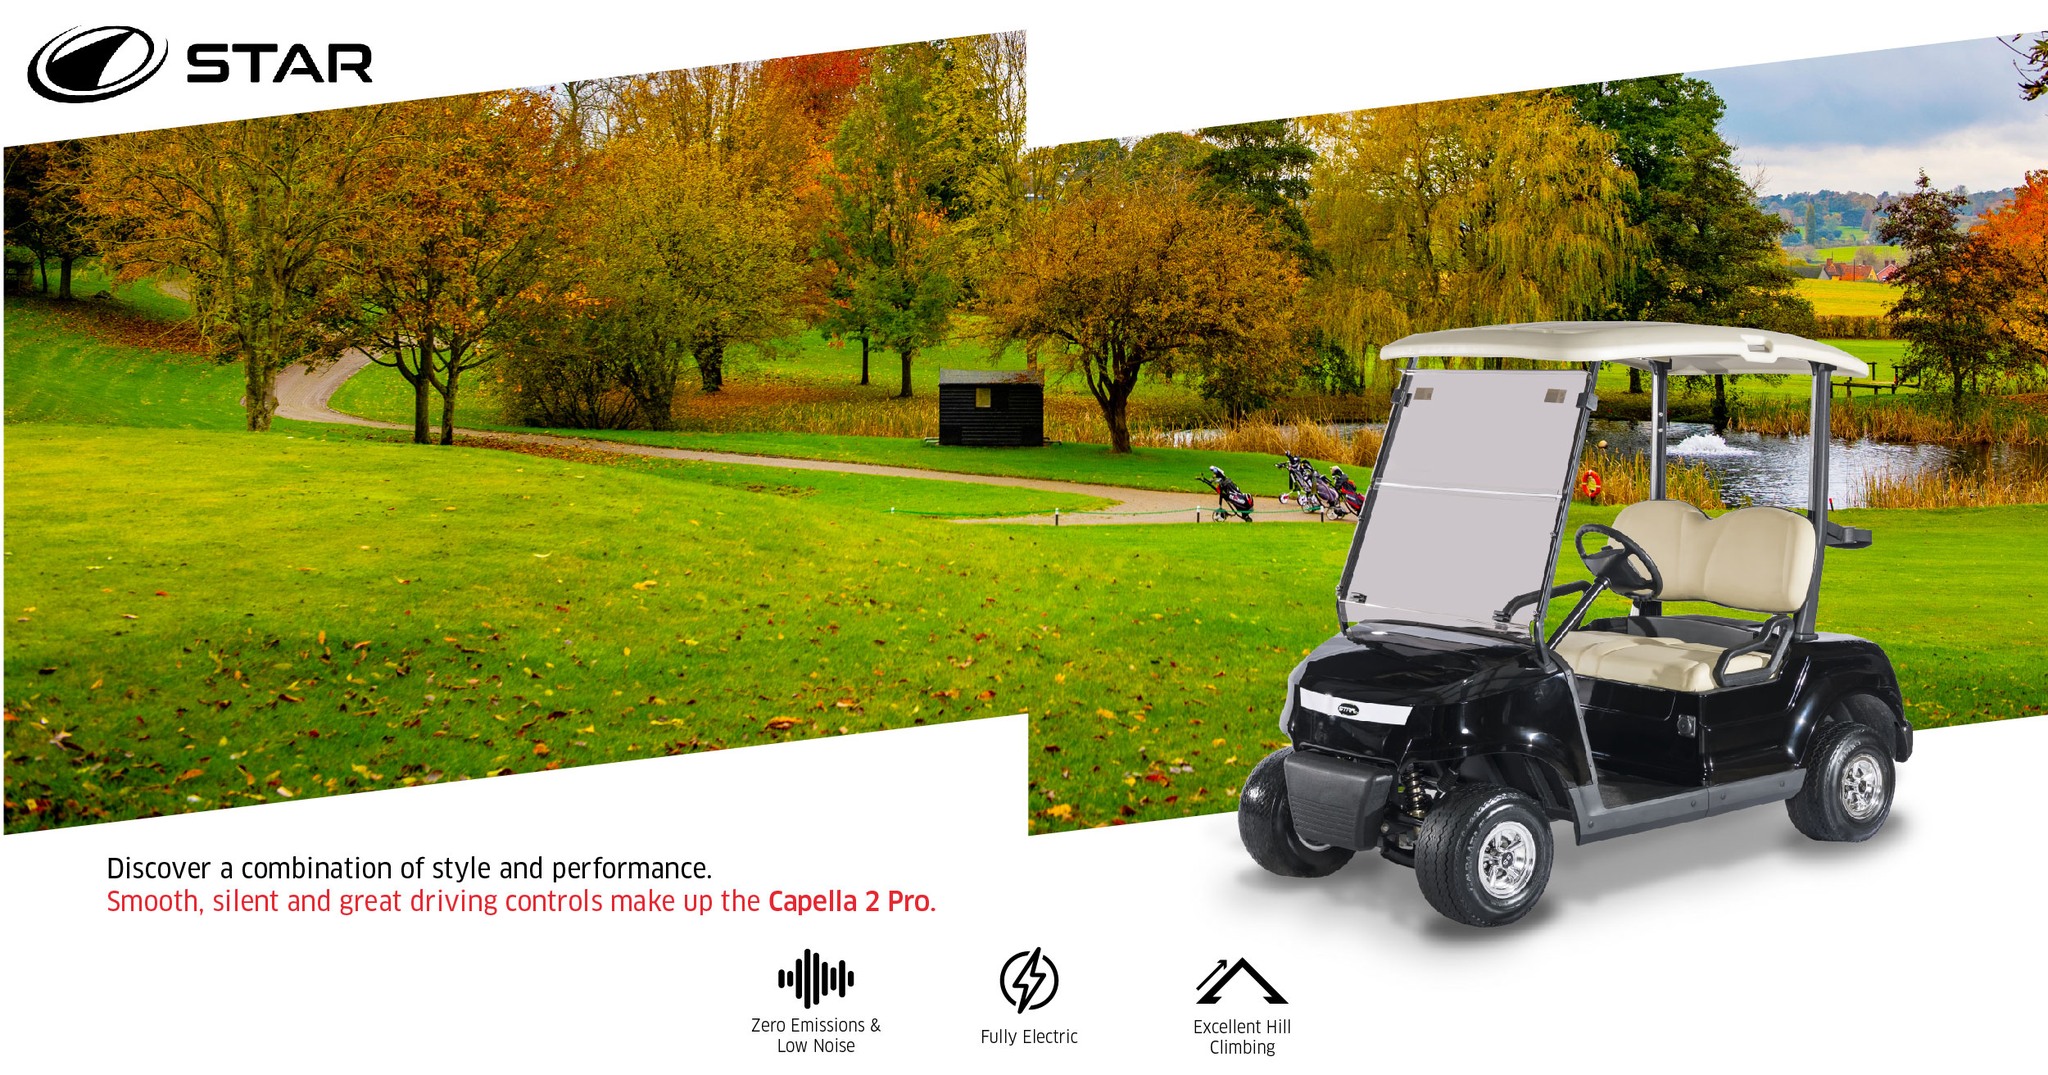 STAR
STAR
Discover a combination of style and performance.
Smooth, silent and great driving controls make up the Capella 2 Pro.
Zero Emissions &
Low Noise
Fully Electric
Excellent Hill
Climbing